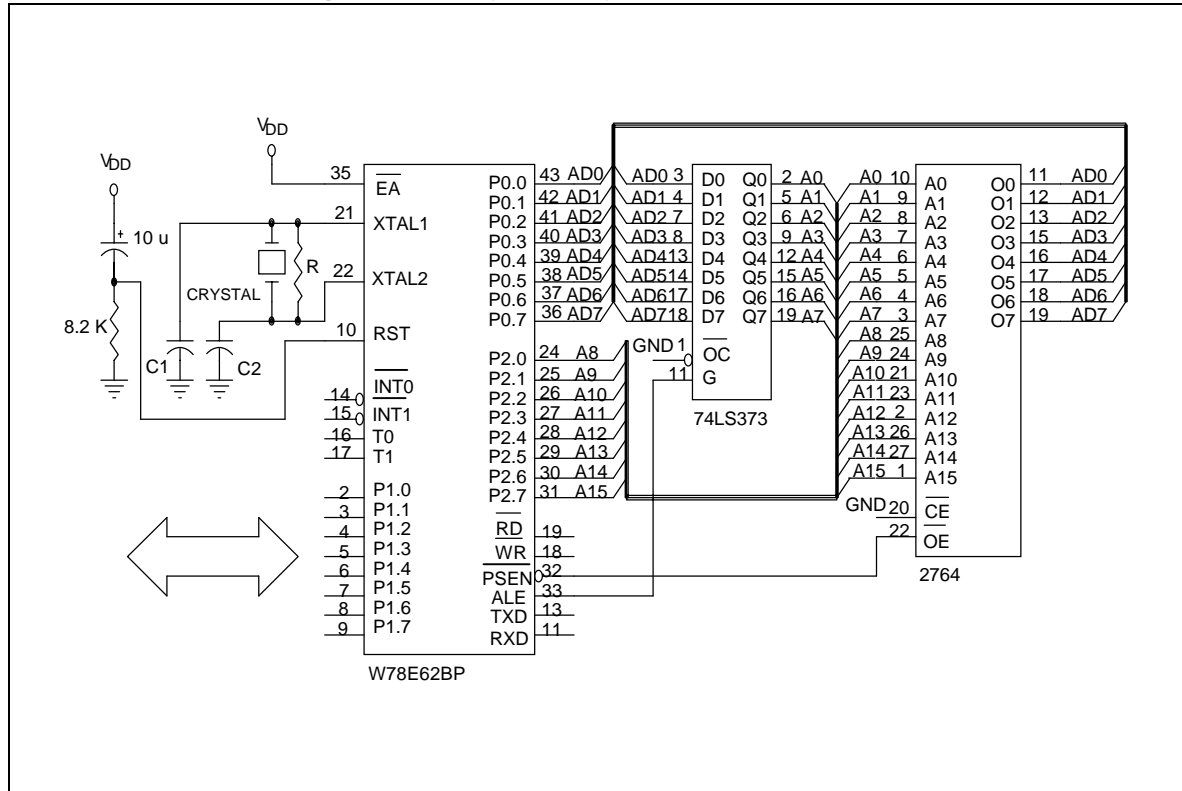 VDD
VDD
10 u
8.2 K
C1
C2
CRYSTAL
R
35 EA
21 XTAL1
22 XTAL2
10 RST
14 INT0
15 INT1
16 T0
17 T1
2 P1.0
3 P1.1
4 P1.2
5 P1.3
6 P1.4
7 P1.5
8 P1.6
9 P1.7
P0.0 43 AD0
P0.1 42 AD1
P0.2 41 AD2
P0.3 40 AD3
P0.4 39 AD4
P0.5 38 AD5
P0.6 37 AD6
P0.7 36 AD7
P2.0 24 A8
P2.1 25 A9
P2.2 26 A10
P2.3 27 A11
P2.4 28 A12
P2.5 29 A13
P2.6 30 A14
P2.7 31 A15
RD 19
WR 18
PSEN 32
ALE 33
TXD 13
RXD 11
W78E62BP
AD0 3 D0 Q0 2 A0
AD1 4 D1 Q1 5 A1
AD2 7 D2 Q2 6 A2
AD3 8 D3 Q3 9 A3
AD4 13 D4 Q4 12 A4
AD5 14 D5 Q5 15 A5
AD6 17 D6 Q6 16 A6
AD7 18 D7 Q7 19 A7
GND 1 OC
11 G
74LS373
A0 10 A0 O0 11 AD0
A1 9 A1 O1 12 AD1
A2 8 A2 O2 13 AD2
A3 7 A3 O3 15 AD3
A4 6 A4 O4 16 AD4
A5 5 A5 O5 17 AD5
A6 4 A6 O6 18 AD6
A7 3 A7 O7 19 AD7
A8 25 A8
A9 24 A9
A10 21 A10
A11 23 A11
A12 2 A12
A13 26 A13
A14 27 A14
A15 1 A15
GND 20 CE
22 OE
2764